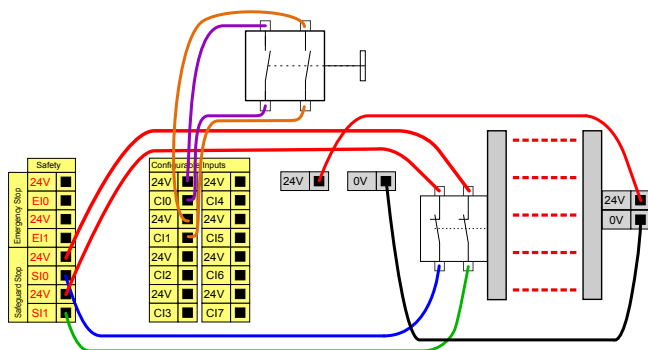 Safety
Emergency Stop
24V
EI0
24V
EI1
Safeguard Stop
24V
SI0
24V
SI1
Configurable Inputs
24V 24V
CI0 CI4
24V 24V
CI1 CI5
24V 24V
CI2 CI6
24V 24V
CI3 CI7
24V
0V
24V
0V